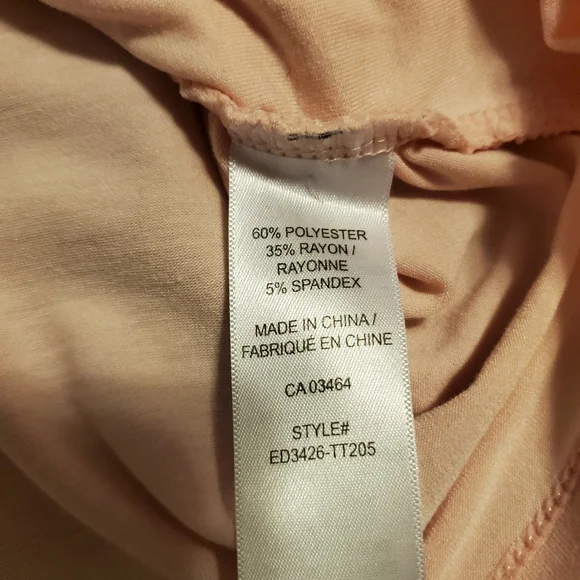 60% POLYESTER
35% RAYON /
RAYONNE
5% SPANDEX
MADE IN CHINA /
FABRIQUÉ EN CHINE
CA 03464
STYLE#
ED3426-TT205